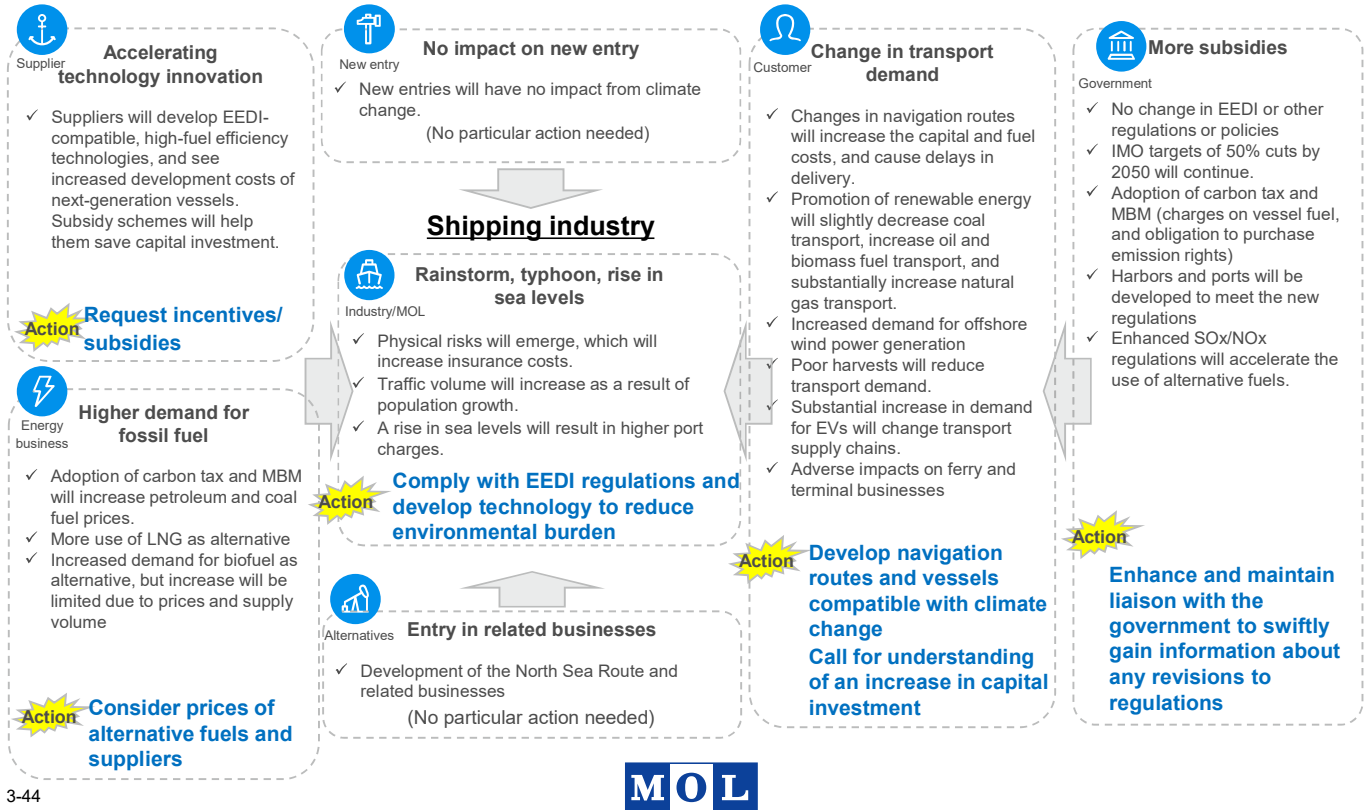 Supplier
Accelerating
technology innovation
✓ Suppliers will develop EEDI-
compatible, high-fuel efficiency
technologies, and see
increased development costs of
next-generation vessels.
Subsidy schemes will help
them save capital investment.
Action
Request incentives/
subsidies
Energy
business
Higher demand for
fossil fuel
✓ Adoption of carbon tax and MBM
will increase petroleum and coal
fuel prices.
✓ More use of LNG as alternative
✓ Increased demand for biofuel as
alternative, but increase will be
limited due to prices and supply
volume
Action
Consider prices of
alternative fuels and
suppliers
New entry
No impact on new entry
✓ New entries will have no impact from climate
change.
(No particular action needed)
Shipping industry
Industry/MOL
Rainstorm, typhoon, rise in
sea levels
✓ Physical risks will emerge, which will
increase insurance costs.
✓ Traffic volume will increase as a result of
population growth.
✓ A rise in sea levels will result in higher port
charges.
Action
Comply with EEDI regulations and
develop technology to reduce
environmental burden
Alternatives
Entry in related businesses
✓ Development of the North Sea Route and
related businesses
(No particular action needed)
Customer
Change in transport
demand
✓ Changes in navigation routes
will increase the capital and fuel
costs, and cause delays in
delivery.
✓ Promotion of renewable energy
will slightly decrease coal
transport, increase oil and
biomass fuel transport, and
substantially increase natural
gas transport.
✓ Increased demand for offshore
wind power generation
✓ Poor harvests will reduce
transport demand.
✓ Substantial increase in demand
for EVs will change transport
supply chains.
✓ Adverse impacts on ferry and
terminal businesses
Action
Develop navigation
routes and vessels
compatible with climate
change
Call for understanding
of an increase in capital
investment
Government
More subsidies
✓ No change in EEDI or other
regulations or policies
✓ IMO targets of 50% cuts by
2050 will continue.
✓ Adoption of carbon tax and
MBM (charges on vessel fuel,
and obligation to purchase
emission rights)
✓ Harbors and ports will be
developed to meet the new
regulations
✓ Enhanced SOx/NOx
regulations will accelerate the
use of alternative fuels.
Action
Enhance and maintain
liaison with the
government to swiftly
gain information about
any revisions to
regulations
3-44
MOL